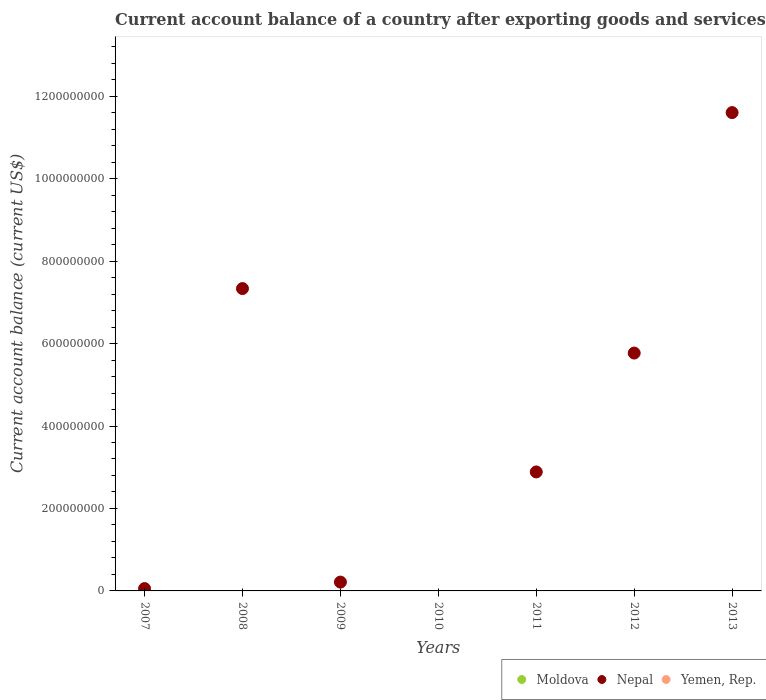 Current account balance of a country after exporting goods and services
Current account balance (current US$)
1200000000
1000000000
800000000
600000000
400000000
200000000
0
2007
2008
2009
2010
2011
2012
2013
Years
Moldova
Nepal
Yemen, Rep.